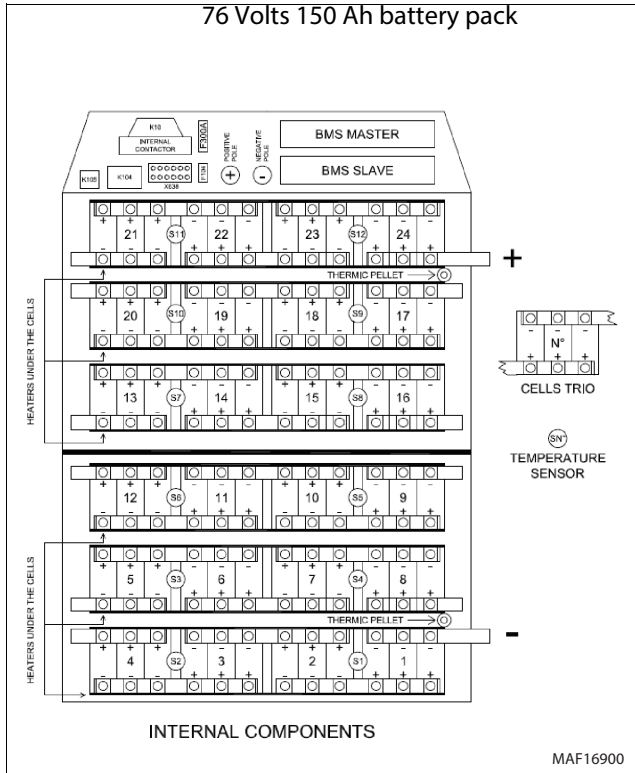 76 Volts 150 Ah battery pack
K10
INTERNAL
CONTACTOR
F300A
POSITIVE
POLE
NEGATIVE
POLE
BMS MASTER
K105
K104
X638
F104
+
-
BMS SLAVE
+ + + - - - + + + - - -
21 S11 22 23 S12 24
- - - + + + - - - + + +
+
THERMIC PELLET
+ + + - - - + + + - - -
20 S10 19 18 S9 17
- - - + + + - - - + + +
HEATERS UNDER THE CELLS
- - -
N°
+ + +
CELLS TRIO
+ + + - - - + + + - - -
13 S7 14 15 S8 16
- - - + + + - - - + + +
SN°
TEMPERATURE
SENSOR
+ + + - - - + + + - - -
12 S6 11 10 S5 9
- - - + + + - - - + + +
+ + + - - - + + + - - -
5 S3 6 7 S4 8
- - - + + + - - - + + +
HEATERS UNDER THE CELLS
THERMIC PELLET
-
+ + + - - - + + + - - -
4 S2 3 2 S1 1
- - - + + + - - - + + +
INTERNAL COMPONENTS
MAF16900